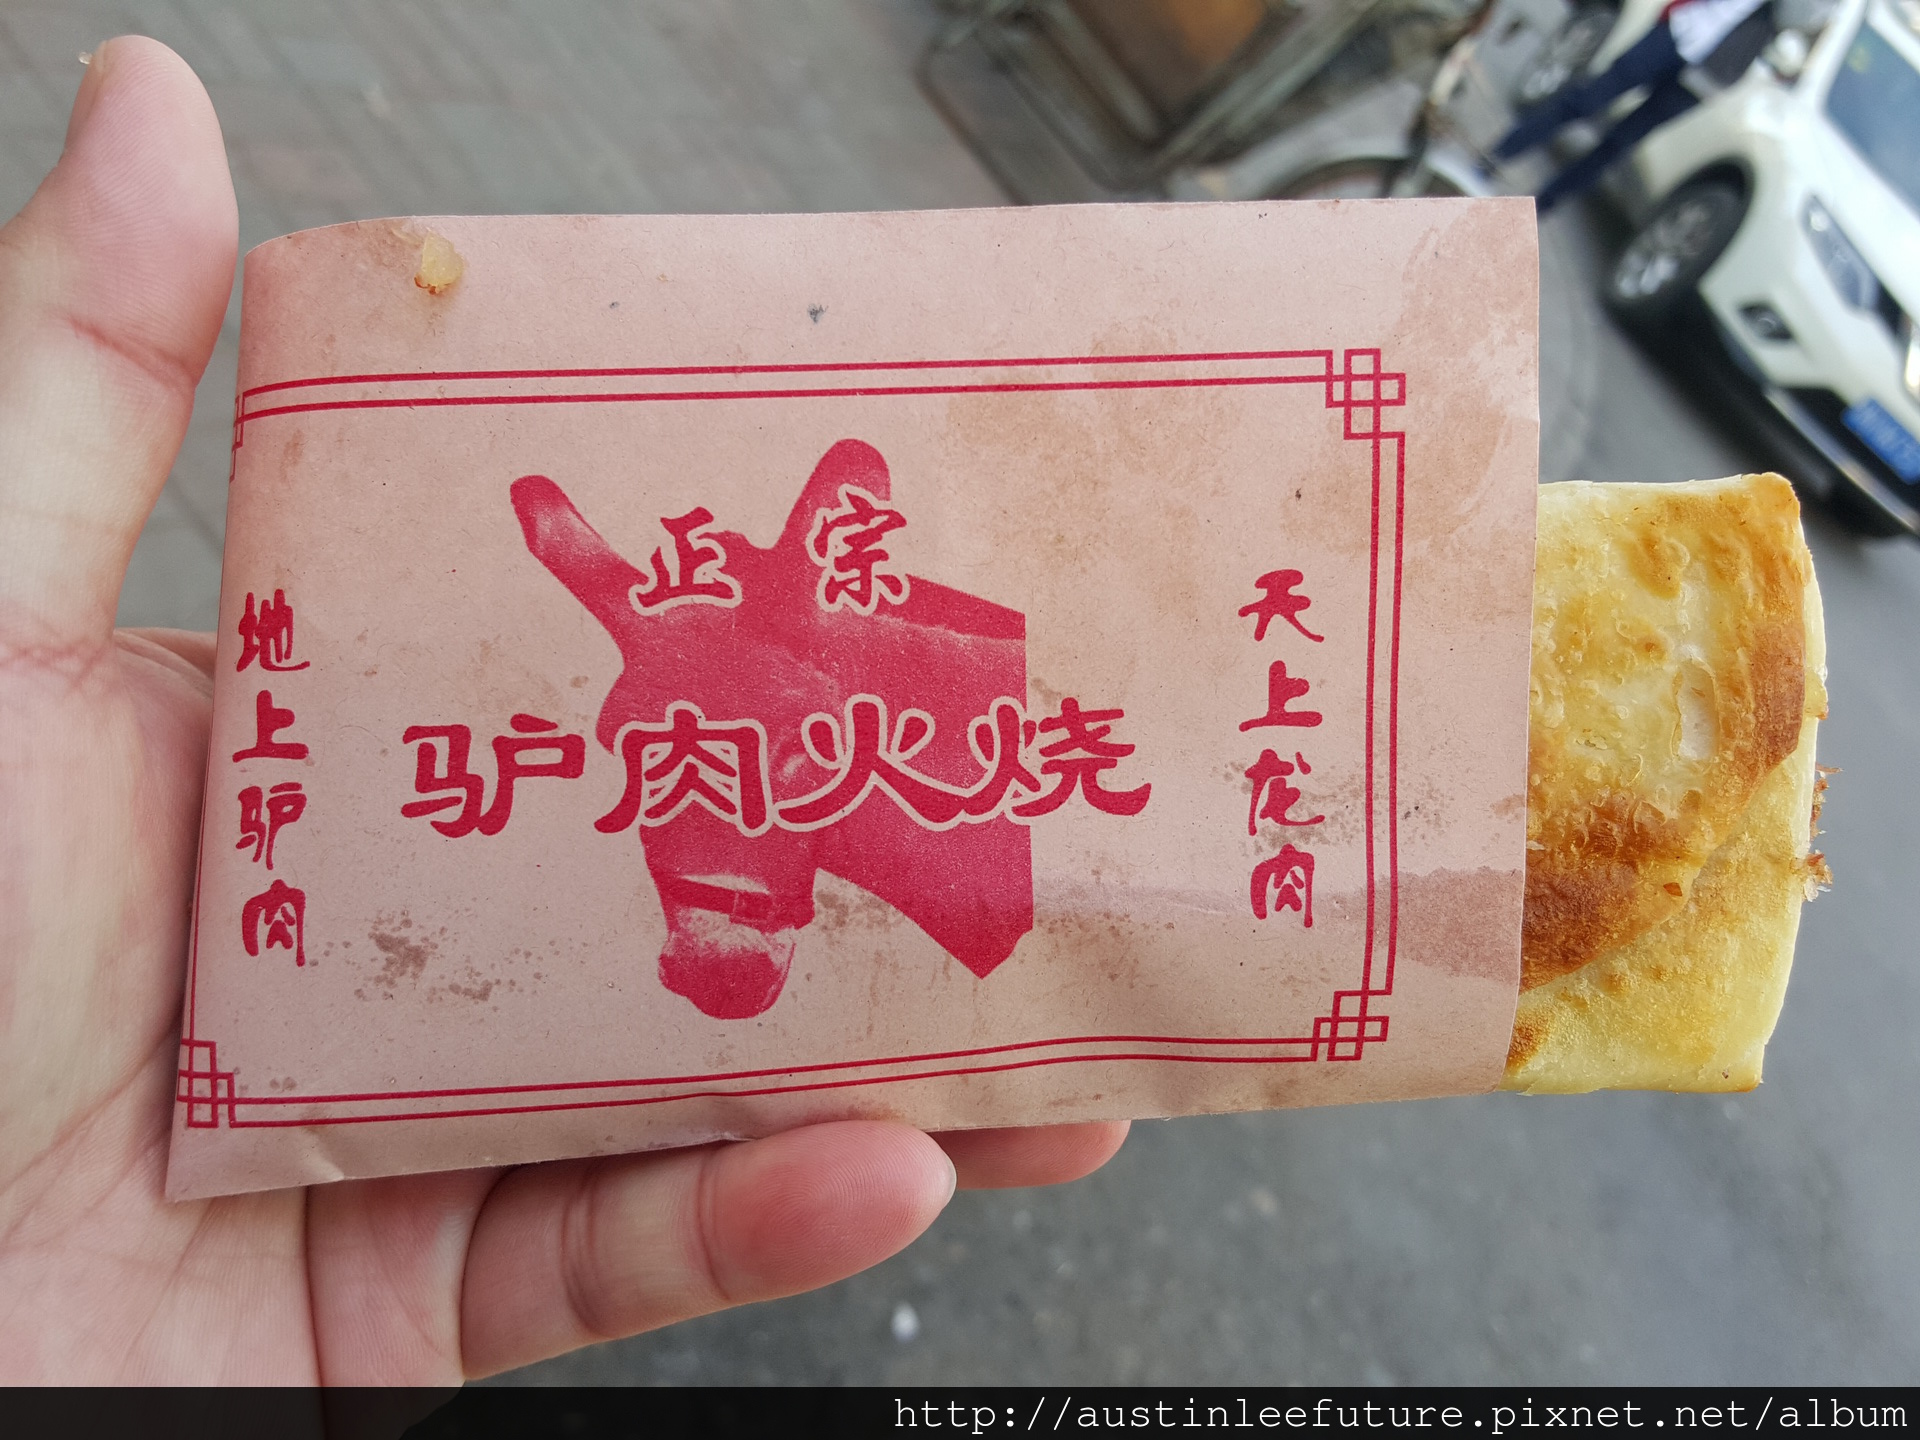 正宗
驴肉火烧
天上龙肉
地上驴肉
http://austinleefuture.pixnet.net/album